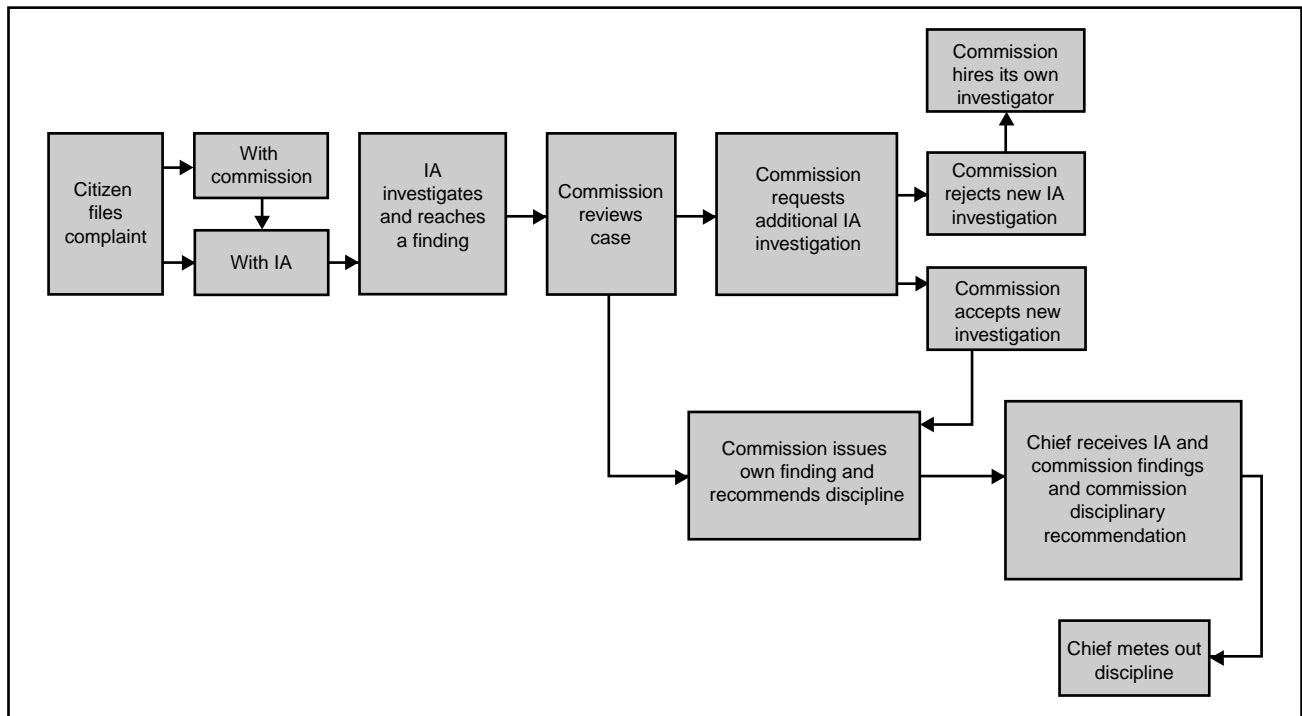 Citizen
files
complaint
With
commission
With IA
IA
investigates
and reaches
a finding
Commission
reviews
case
Commission
requests
additional IA
investigation
Commission
hires its own
investigator
Commission
rejects new IA
investigation
Commission
accepts new
investigation
Commission issues
own finding and
recommends discipline
Chief receives IA and
commission findings
and commission
disciplinary
recommendation
Chief metes out
discipline